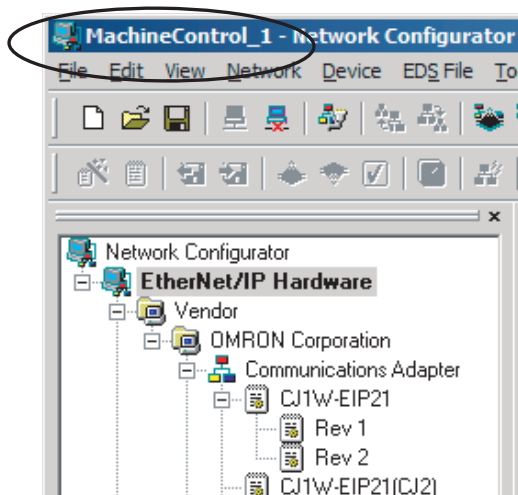 MachineControl_1 - Network Configurator
File Edit View Network Device EDS File To
Network Configurator
EtherNet/IP Hardware
Vendor
OMRON Corporation
Communications Adapter
CJ1W-EIP21
Rev 1
Rev 2
CJ1W-EIP21(CJ2)